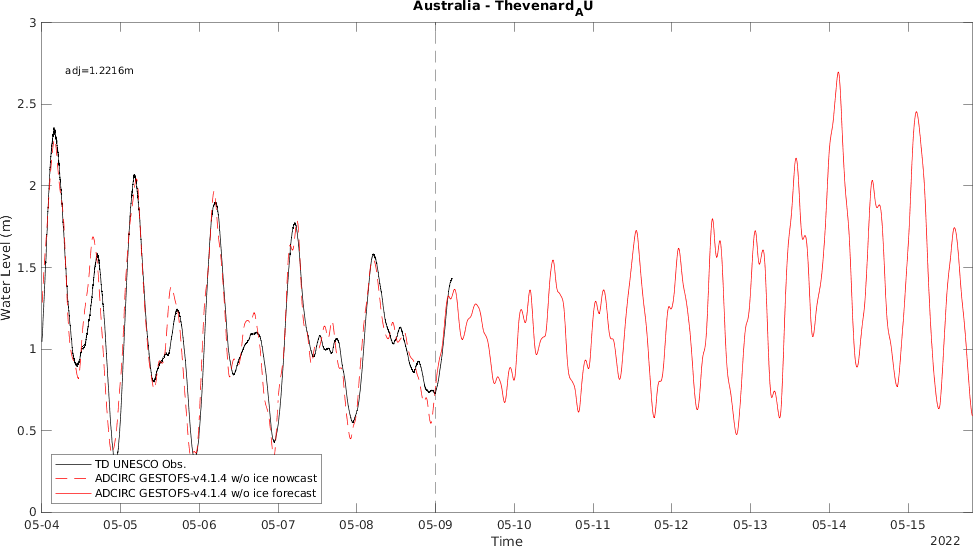 Australia - Thevenard_AU
3
adj=1.2216m
2.5
2
1.5
1
0.5
0
Water Level (m)
TD UNESCO Obs.
ADCIRC GESTOFS-v4.1.4 w/o ice nowcast
ADCIRC GESTOFS-v4.1.4 w/o ice forecast
05-04 05-05 05-06 05-07 05-08 05-09 05-10 05-11 05-12 05-13 05-14 05-15
Time
2022